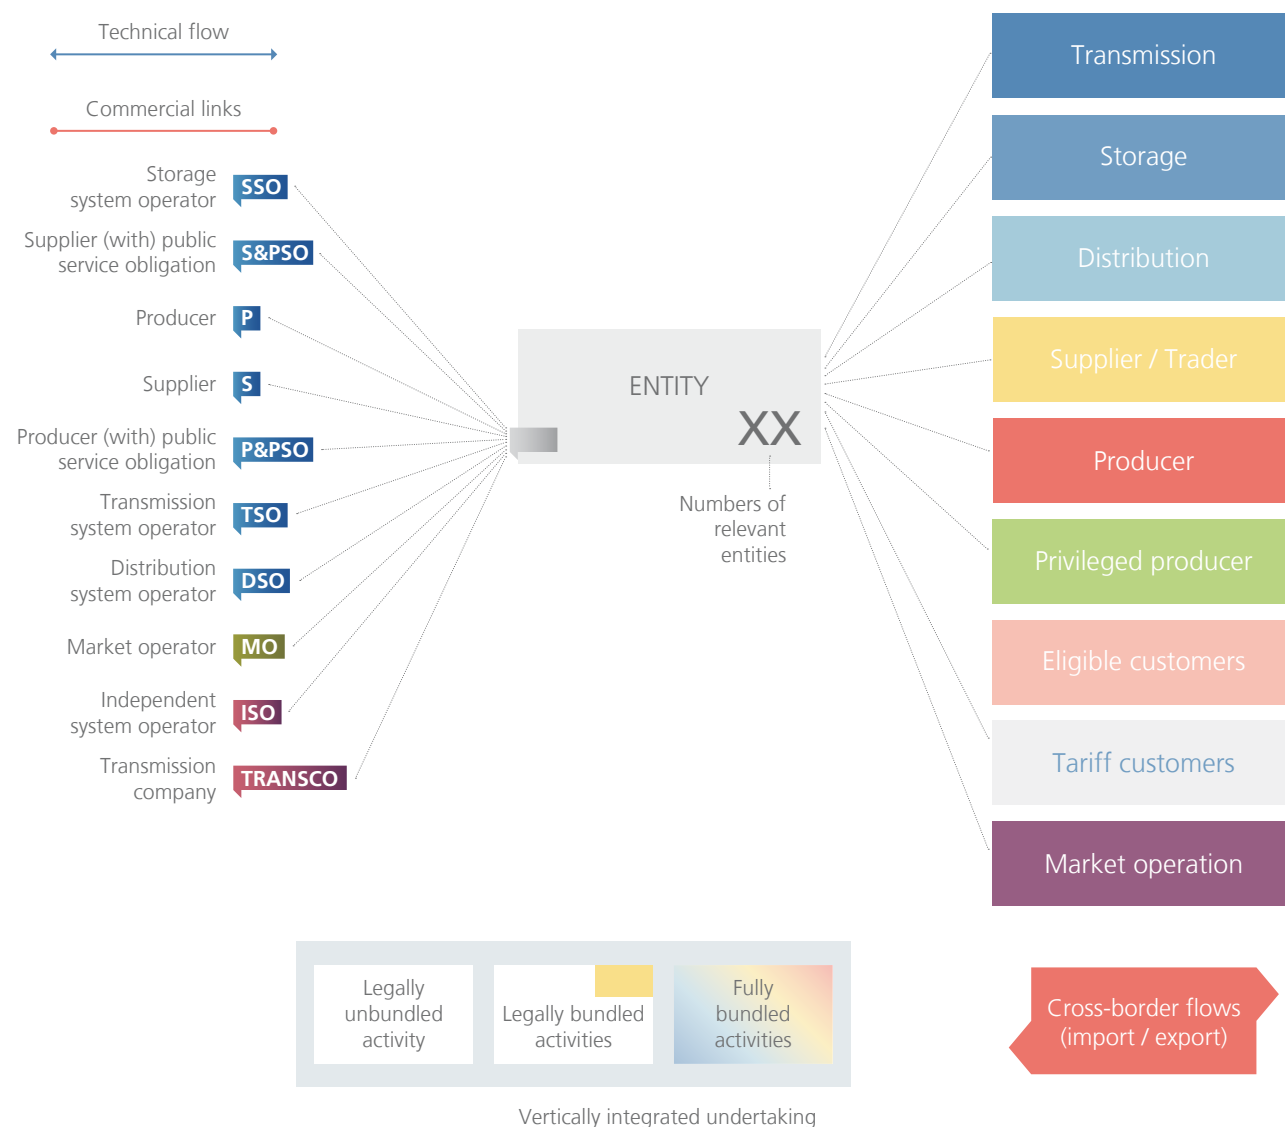 Technical flow
Commercial links
Storage
system operator
SSO
Supplier (with) public
service obligation
S&PSO
Producer
P
Supplier
S
Producer (with) public
service obligation
P&PSO
Transmission
system operator
TSO
Distribution
system operator
DSO
Market operator
MO
Independent
system operator
ISO
Transmission
company
TRANSCO
ENTITY
XX
Numbers of
relevant
entities
Transmission
Storage
Distribution
Supplier / Trader
Producer
Privileged producer
Eligible customers
Tariff customers
Market operation
Legally
unbundled
activity
Legally bundled
activities
Fully
bundled
activities
Vertically integrated undertaking
Cross-border flows
(import / export)